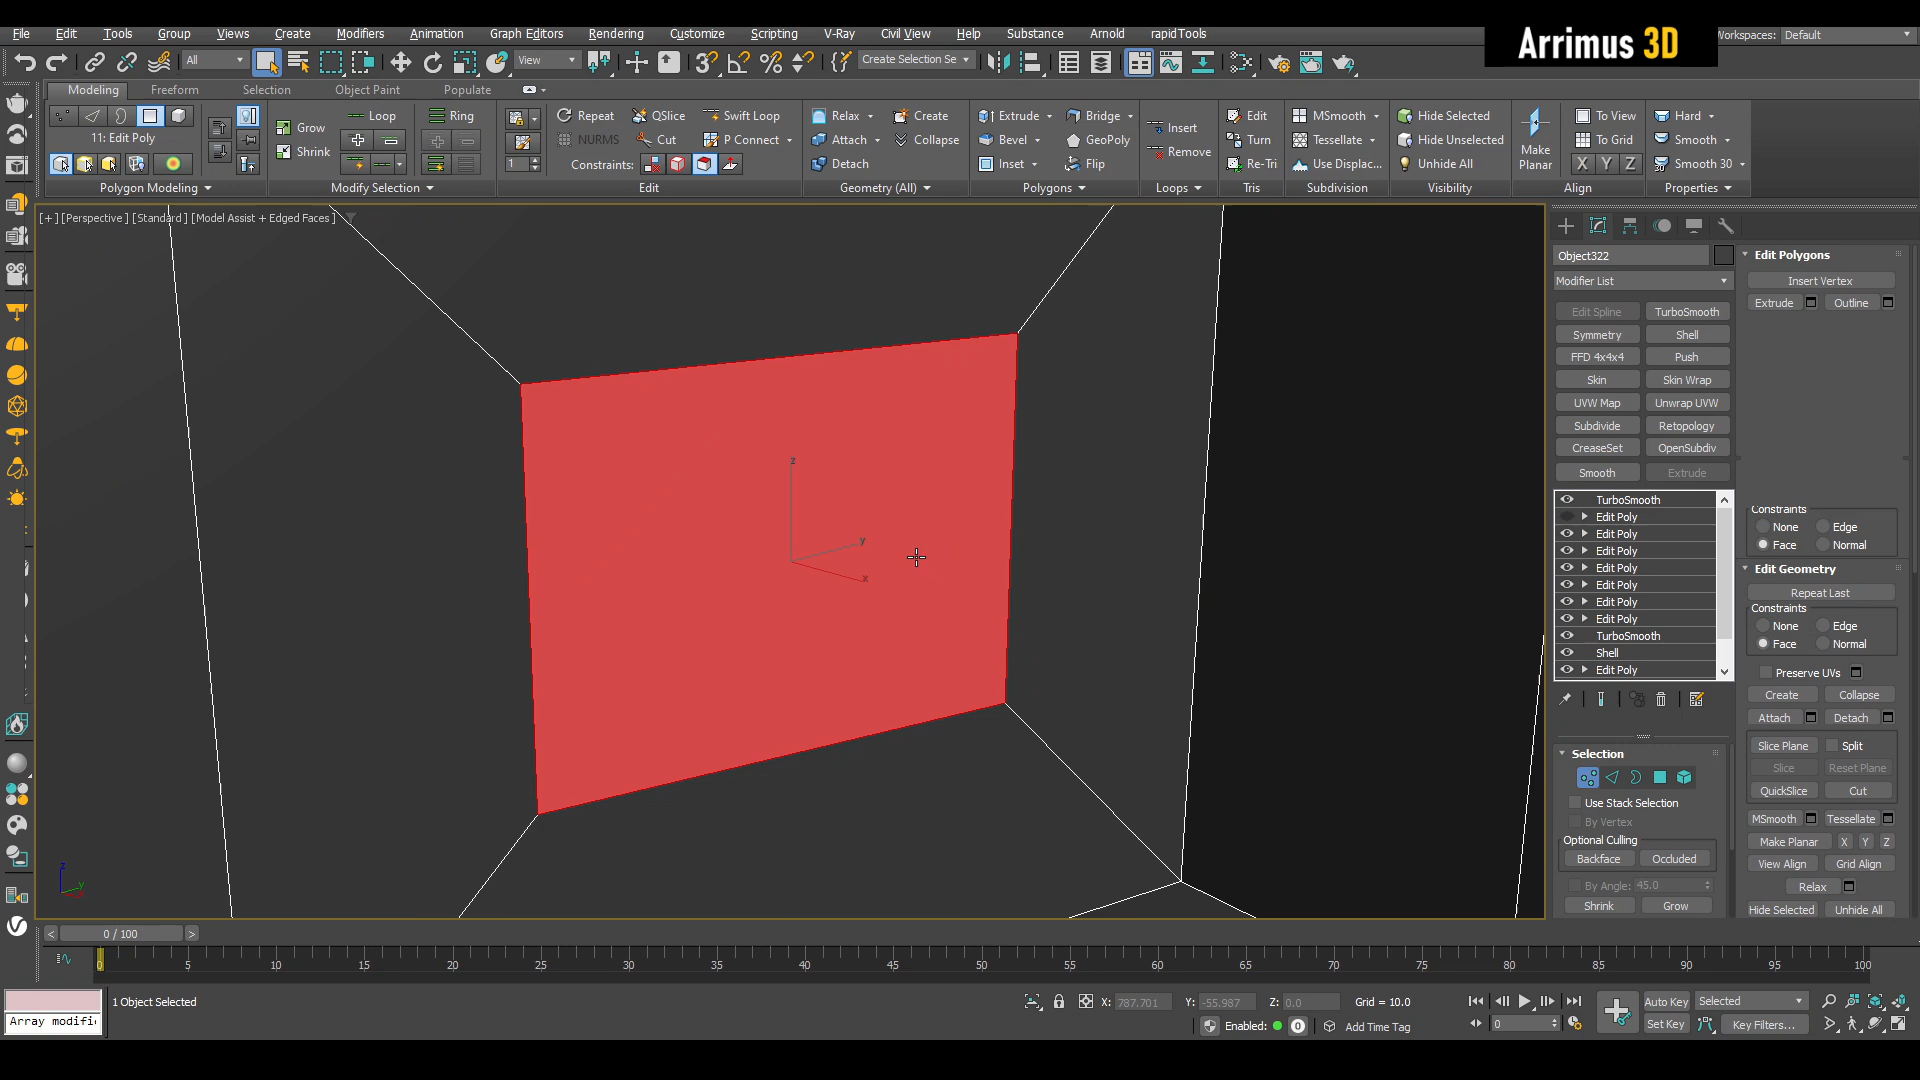 File Edit Tools Group Views Create Modifiers Animation Graph Editors Rendering Customize Scripting V-Ray Civil View Help Substance Arnold rapidTools
Arrimus 3D
Workspaces: Default
All View Create Selection Se
Modeling Freeform Selection Object Paint Populate
11: Edit Poly
Grow
Shrink
Loop Ring
Repeat QSlice Swift Loop
NURMS Cut P Connect
1 Constraints:
Relax Create
Attach Collapse
Detach
Extrude Bridge
Bevel GeoPoly
Inset Flip
Insert
Remove
Edit
Turn
Re-Tri
MSmooth
Tessellate
Use Displac...
Hide Selected
Hide Unselected
Unhide All
Make
Planar
To View
To Grid
X Y Z
Hard
Smooth
Smooth 30
Polygon Modeling Modify Selection Edit Geometry (All) Polygons Loops Tris Subdivision Visibility Align Properties
[+] [Perspective ] [Standard ] [Model Assist + Edged Faces ]
z
y
x
Object322
Modifier List
Edit Spline TurboSmooth
Symmetry Shell
FFD 4x4x4 Push
Skin Skin Wrap
UVW Map Unwrap UVW
Subdivide Retopology
CreaseSet OpenSubdiv
Smooth Extrude
TurboSmooth
Edit Poly
Edit Poly
Edit Poly
Edit Poly
Edit Poly
Edit Poly
Edit Poly
TurboSmooth
Shell
Edit Poly
Selection
Use Stack Selection
By Vertex
Optional Culling
Backface Occluded
By Angle: 45.0
Shrink Grow
Edit Polygons
Insert Vertex
Extrude Outline
Constraints
None Edge
Face Normal
Edit Geometry
Repeat Last
Constraints
None Edge
Face Normal
Preserve UVs
Create Collapse
Attach Detach
Slice Plane Split
Slice Reset Plane
QuickSlice Cut
MSmooth Tessellate
Make Planar X Y Z
View Align Grid Align
Relax
Hide Selected Unhide All
z
y
< 0 / 100 >
0 5 10 15 20 25 30 35 40 45 50 55 60 65 70 75 80 85 90 95 100
1 Object Selected
Array modifi
X: 787.701 Y: -55.987 Z: 0.0 Grid = 10.0
Enabled: 0 Add Time Tag
0
Auto Key Selected
Set Key Key Filters...